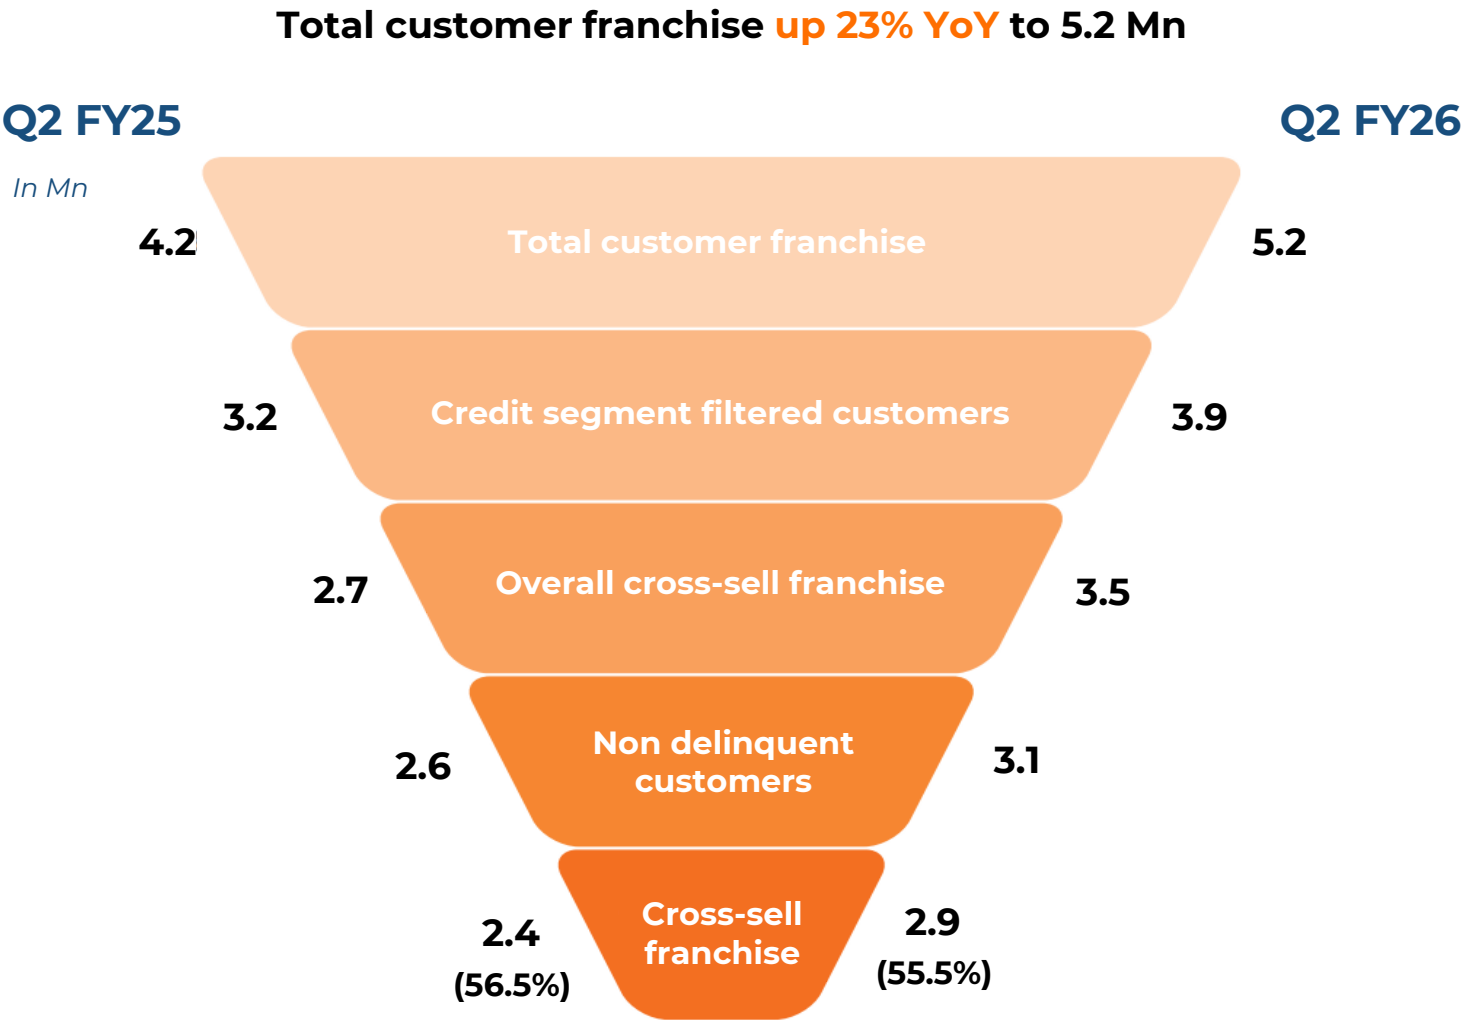 Total customer franchise up 23% YoY to 5.2 Mn
Q2 FY25
Q2 FY26
In Mn
4.2
Total customer franchise
5.2
3.2
Credit segment filtered customers
3.9
2.7
Overall cross-sell franchise
3.5
2.6
Non delinquent
customers
3.1
2.4
(56.5%)
Cross-sell
franchise
2.9
(55.5%)